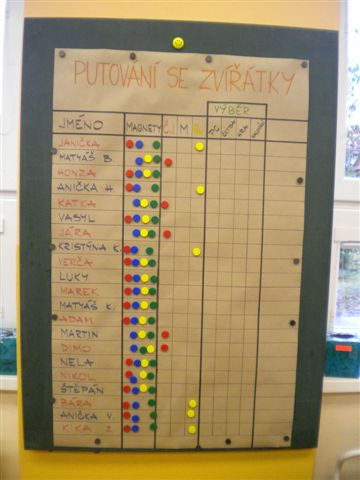 PUTOVÁNÍ SE ZVÍŘÁTKY
VÝBĚR
JMÉNO MAGNETY ČJ M
JANIČKA
MATYÁŠ B.
HONZA
ANIČKA H.
KATKA
VASYL
JÁRA
KRISTÝNA K.
VERČA
LUKY
MAREK
MATYÁŠ K.
ADAM
MARTIN
DIMO
NELA
NIKOL
ŠTĚPÁN
BÁRA
ANIČKA V.
KIKA Z.